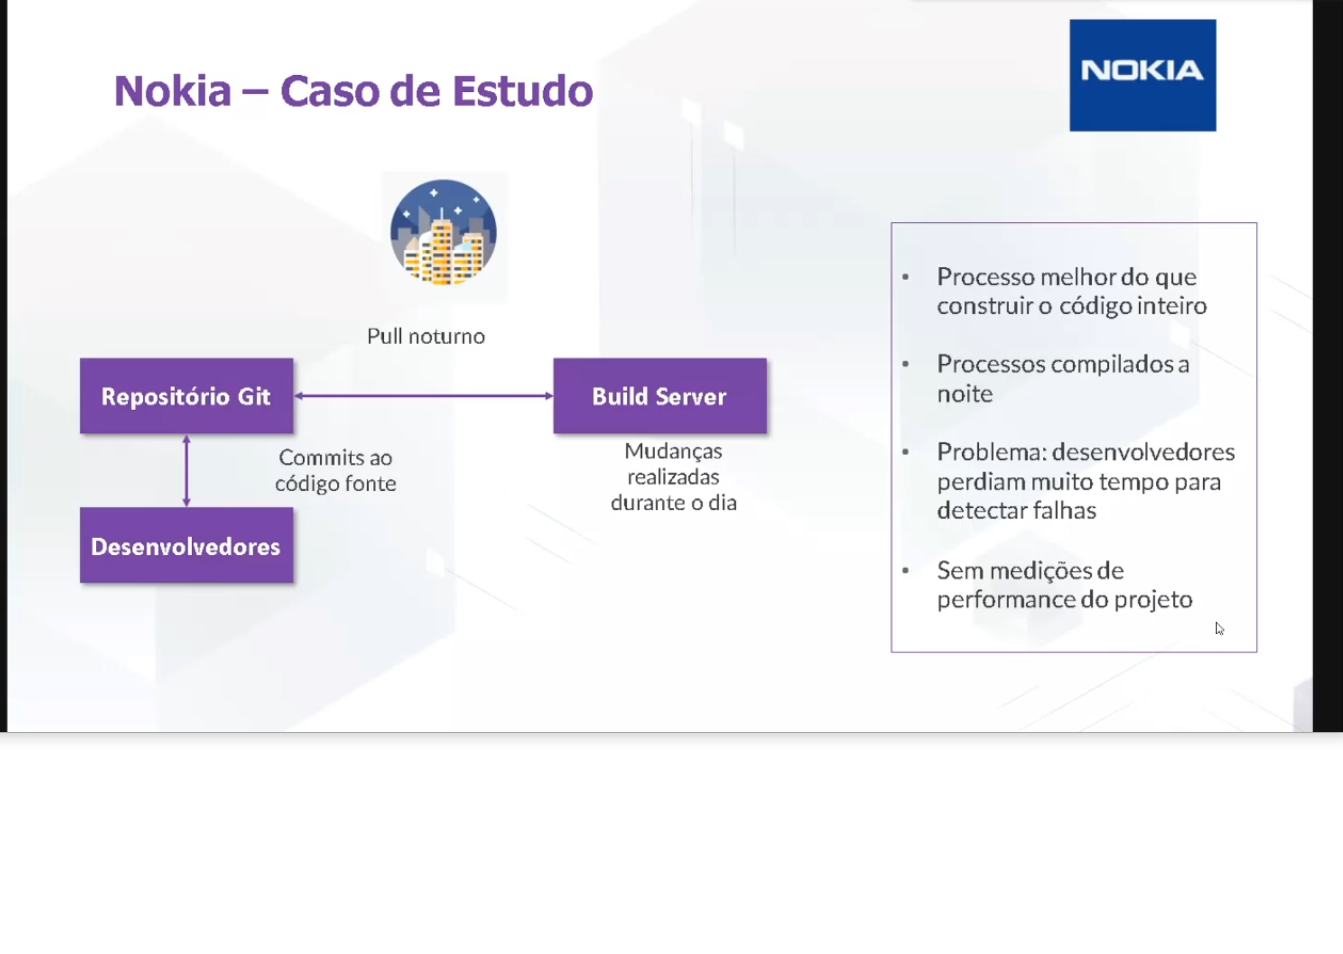 Nokia – Caso de Estudo
NOKIA
Pull noturno
Repositório Git
Build Server
Commits ao
código fonte
Mudanças
realizadas
durante o dia
Desenvolvedores
• Processo melhor do que
construir o código inteiro
• Processos compilados a
noite
• Problema: desenvolvedores
perdiam muito tempo para
detectar falhas
• Sem medições de
performance do projeto